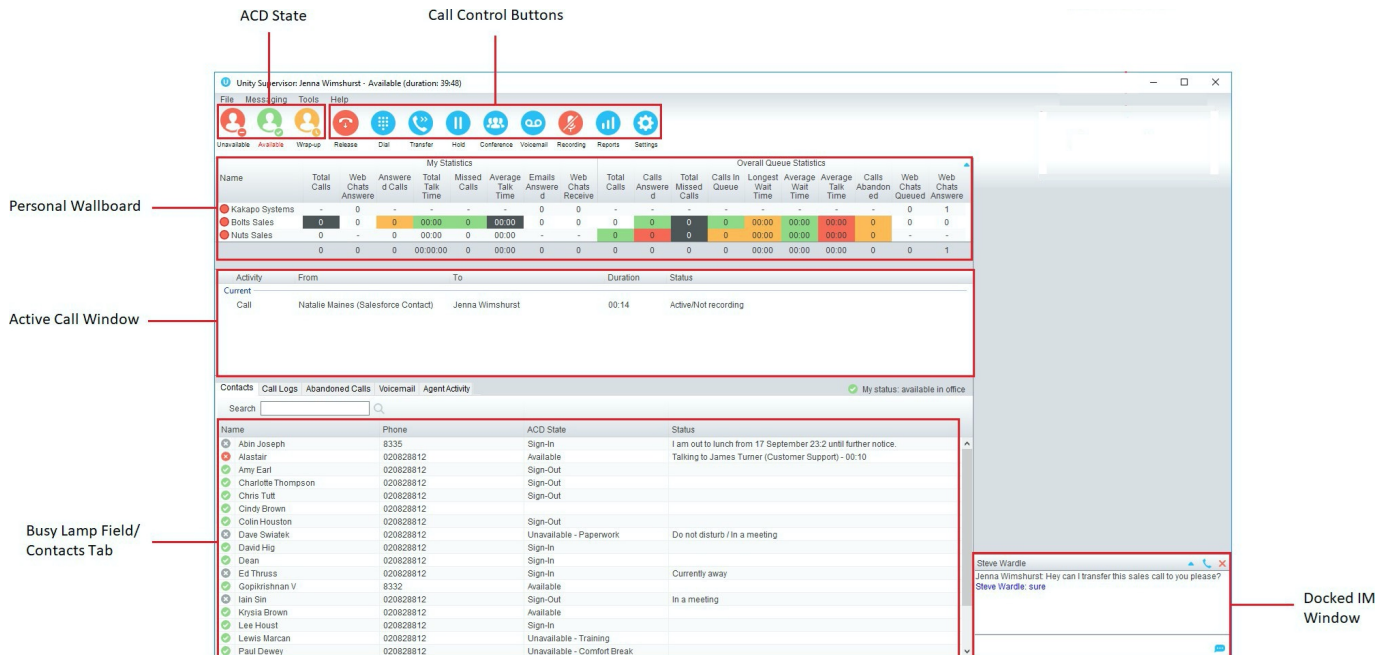 ACD State
Call Control Buttons
Unity Supervisor: Jenna Wimshurst - Available (duration: 39:48)
File Messaging Tools Help
Unavailable Available Wrap-up Release Dial Transfer Hold Conference Voicemail Recording Reports Settings
My Statistics Overall Queue Statistics
Name Total Calls Web Chats Answere Answere d Calls Total Talk Time Missed Calls Average Talk Time Emails Answere d Web Chats Receive Total Calls Calls Answere d Total Missed Calls Calls In Queue Longest Wait Time Average Wait Time Average Talk Time Calls Abandon ed Web Chats Queued Web Chats Answere
Personal Wallboard
Kakapo Systems - 0 - - - - 0 0 - - - - - - - - 0 1
Bolts Sales 0 0 0 00:00 0 00:00 0 0 0 0 0 0 00:00 00:00 00:00 0 0 0
Nuts Sales 0 - 0 00:00 0 00:00 - - 0 0 0 0 00:00 00:00 00:00 0 - -
0 0 0 00:00:00 0 00:00 0 0 0 0 0 0 00:00 00:00 00:00 0 0 1
Activity From To Duration Status
Current
Call Natalie Maines (Salesforce Contact) Jenna Wimshurst 00:14 Active/Not recording
Active Call Window
Contacts Call Logs Abandoned Calls Voicemail Agent Activity My status: available in office
Search
Name Phone ACD State Status
Abin Joseph 8335 Sign-In I am out to lunch from 17 September 23:2 until further notice.
Alastair 020828812 Available Talking to James Turner (Customer Support) - 00:10
Amy Earl 020828812 Sign-Out
Charlotte Thompson 020828812 Sign-Out
Chris Tutt 020828812 Sign-Out
Cindy Brown 020828812
Colin Houston 020828812 Sign-Out
Dave Swiatek 020828812 Unavailable - Paperwork Do not disturb / In a meeting
David Hig 020828812 Sign-In
Dean 020828812 Sign-In
Ed Thruss 020828812 Sign-In Currently away
Gopikrishnan V 8332 Available
Iain Sin 020828812 Sign-Out In a meeting
Krysia Brown 020828812 Available
Lee Houst 020828812 Sign-In
Lewis Marcan 020828812 Unavailable - Training
Paul Dewey 020828812 Unavailable - Comfort Break
Busy Lamp Field/
Contacts Tab
Steve Wardle
Jenna Wimshurst: Hey can I transfer this sales call to you please?
Steve Wardle: sure
Docked IM
Window